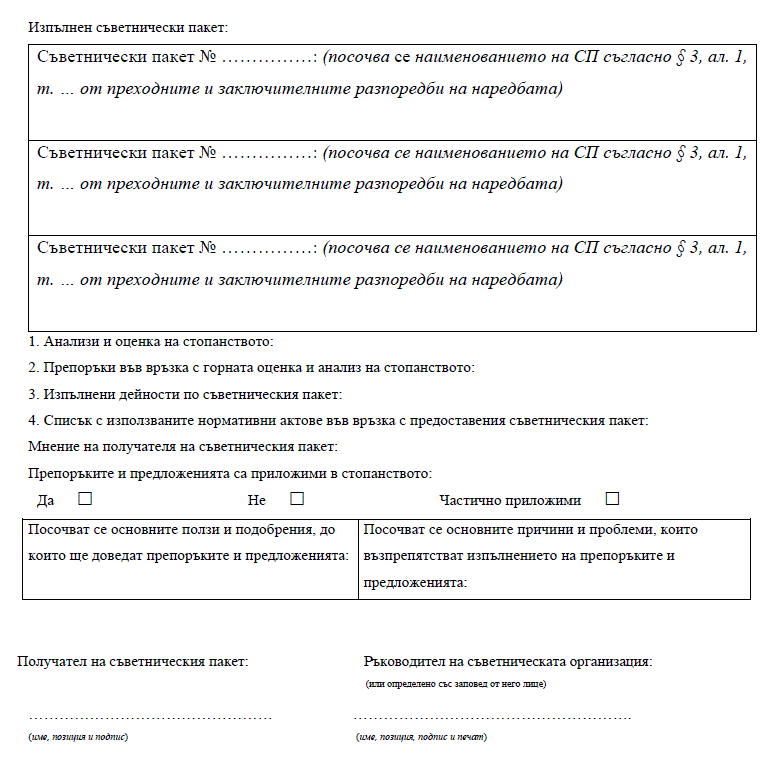 Изпълнен съветнически пакет:
Съветнически пакет № ……………: (посочва се наименованието на СП съгласно § 3, ал. 1,
т. … от преходните и заключителните разпоредби на наредбата)
Съветнически пакет № ……………: (посочва се наименованието на СП съгласно § 3, ал. 1,
т. … от преходните и заключителните разпоредби на наредбата)
Съветнически пакет № ……………: (посочва се наименованието на СП съгласно § 3, ал. 1,
т. … от преходните и заключителните разпоредби на наредбата)
1. Анализи и оценка на стопанството:
2. Препоръки във връзка с горната оценка и анализ на стопанството:
3. Изпълнени дейности по съветническия пакет:
4. Списък с използваните нормативни актове във връзка с предоставения съветническия пакет:
Мнение на получателя на съветническия пакет:
Препоръките и предложенията са приложими в стопанството:
Да ☐ Не ☐ Частично приложими ☐
Посочват се основните ползи и подобрения, до
които ще доведат препоръките и предложенията:
Посочват се основните причини и проблеми, които
възпрепятстват изпълнението на препоръките и
предложенията:
Получател на съветническия пакет:
Ръководител на съветническата организация:
(или определено със заповед от него лице)
………………………………………… ……………………………………………….
(име, позиция и подпис) (име, позиция, подпис и печат)